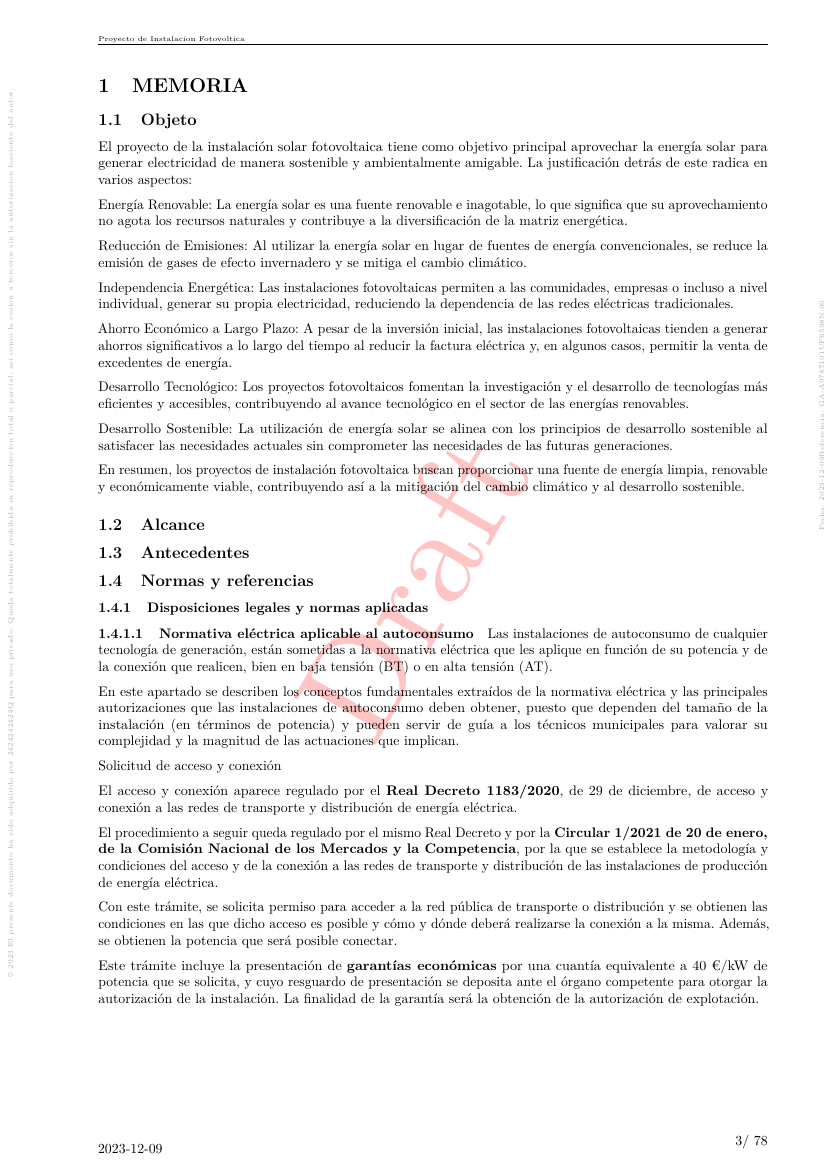 Proyecto de Instalacion Fotovoltica
1 MEMORIA
1.1 Objeto
El proyecto de la instalación solar fotovoltaica tiene como objetivo principal aprovechar la energía solar para
generar electricidad de manera sostenible y ambientalmente amigable. La justificación detrás de este radica en
varios aspectos:
Energía Renovable: La energía solar es una fuente renovable e inagotable, lo que significa que su aprovechamiento
no agota los recursos naturales y contribuye a la diversificación de la matriz energética.
Reducción de Emisiones: Al utilizar la energía solar en lugar de fuentes de energía convencionales, se reduce la
emisión de gases de efecto invernadero y se mitiga el cambio climático.
Independencia Energética: Las instalaciones fotovoltaicas permiten a las comunidades, empresas o incluso a nivel
individual, generar su propia electricidad, reduciendo la dependencia de las redes eléctricas tradicionales.
Ahorro Económico a Largo Plazo: A pesar de la inversión inicial, las instalaciones fotovoltaicas tienden a generar
ahorros significativos a lo largo del tiempo al reducir la factura eléctrica y, en algunos casos, permitir la venta de
excedentes de energía.
Desarrollo Tecnológico: Los proyectos fotovoltaicos fomentan la investigación y el desarrollo de tecnologías más
eficientes y accesibles, contribuyendo al avance tecnológico en el sector de las energías renovables.
Desarrollo Sostenible: La utilización de energía solar se alinea con los principios de desarrollo sostenible al
satisfacer las necesidades actuales sin comprometer las necesidades de las futuras generaciones.
En resumen, los proyectos de instalación fotovoltaica buscan proporcionar una fuente de energía limpia, renovable
y económicamente viable, contribuyendo así a la mitigación del cambio climático y al desarrollo sostenible.
1.2 Alcance
1.3 Antecedentes
1.4 Normas y referencias
1.4.1 Disposiciones legales y normas aplicadas
1.4.1.1 Normativa eléctrica aplicable al autoconsumo Las instalaciones de autoconsumo de cualquier
tecnología de generación, están sometidas a la normativa eléctrica que les aplique en función de su potencia y de
la conexión que realicen, bien en baja tensión (BT) o en alta tensión (AT).
En este apartado se describen los conceptos fundamentales extraídos de la normativa eléctrica y las principales
autorizaciones que las instalaciones de autoconsumo deben obtener, puesto que dependen del tamaño de la
instalación (en términos de potencia) y pueden servir de guía a los técnicos municipales para valorar su
complejidad y la magnitud de las actuaciones que implican.
Solicitud de acceso y conexión
El acceso y conexión aparece regulado por el Real Decreto 1183/2020, de 29 de diciembre, de acceso y
conexión a las redes de transporte y distribución de energía eléctrica.
El procedimiento a seguir queda regulado por el mismo Real Decreto y por la Circular 1/2021 de 20 de enero,
de la Comisión Nacional de los Mercados y la Competencia, por la que se establece la metodología y
condiciones del acceso y de la conexión a las redes de transporte y distribución de las instalaciones de producción
de energía eléctrica.
Con este trámite, se solicita permiso para acceder a la red pública de transporte o distribución y se obtienen las
condiciones en las que dicho acceso es posible y cómo y dónde deberá realizarse la conexión a la misma. Además,
se obtienen la potencia que será posible conectar.
Este trámite incluye la presentación de garantías económicas por una cuantía equivalente a 40 €/kW de
potencia que se solicita, y cuyo resguardo de presentación se deposita ante el órgano competente para otorgar la
autorización de la instalación. La finalidad de la garantía será la obtención de la autorización de explotación.
2023-12-09
3/ 78
Draft
© 2023 El presente documento ha sido adquirido por 2424242424Q para uso privado. Queda totalmente prohibida su reproduccion total o parcial, asi como la cesion a terceros sin la autorizacion feaciente del autor.
Fecha: 2023-12-09Referencia: GA-A9787101UF6598N.00